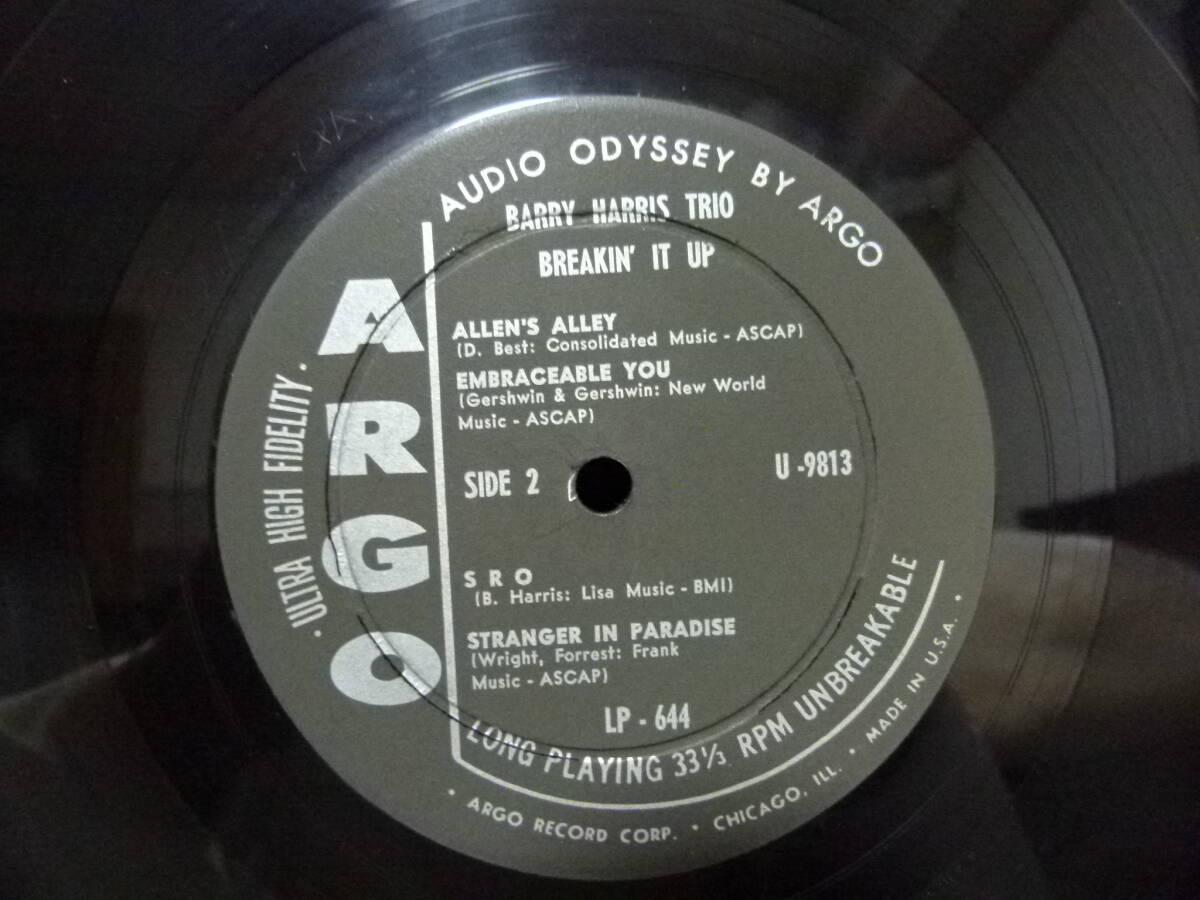 AUDIO ODYSSEY BY ARGO
BARRY HARRIS TRIO
BREAKIN' IT UP
ALLEN'S ALLEY
(D. Best: Consolidated Music - ASCAP)
EMBRACEABLE YOU
(Gershwin & Gershwin: New World
Music - ASCAP)
SIDE 2
U -9813
S R O
(B. Harris: Lisa Music - BMI)
STRANGER IN PARADISE
(Wright, Forrest: Frank
Music - ASCAP)
LP - 644
LONG PLAYING 33⅓ RPM UNBREAKABLE
• ARGO RECORD CORP. • CHICAGO, ILL. • MADE IN U.S.A. •
ARGO
• ULTRA HIGH FIDELITY •